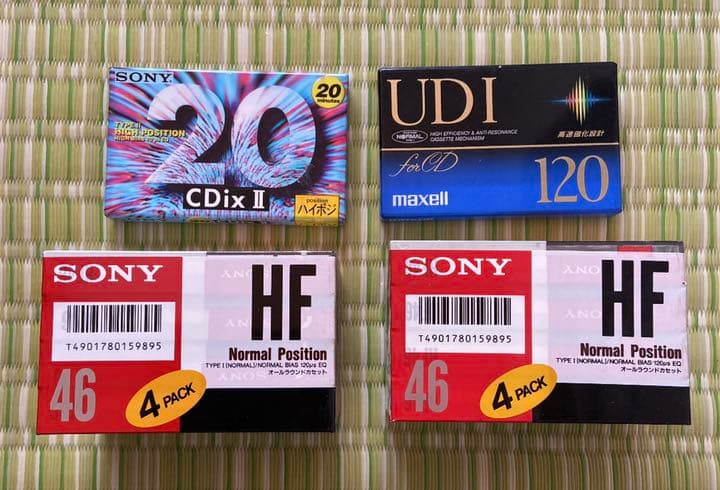 SONY
20
minutes
TYPE II
HIGH POSITION
20
CDix II
position
ハイポジ
UDI
NORMAL
HIGH EFFICIENCY & ANTI-RESONANCE
CASSETTE MECHANISM
高速磁化設計
for CD
maxell
120
SONY
HF
T4901780159895
Normal Position
TYPE I (NORMAL)/NORMAL BIAS 120μs EQ
オールラウンドカセット
46
4 PACK
SONY
HF
T4901780159895
Normal Position
TYPE I (NORMAL)/NORMAL BIAS 120μs EQ
オールラウンドカセット
46
4 PACK